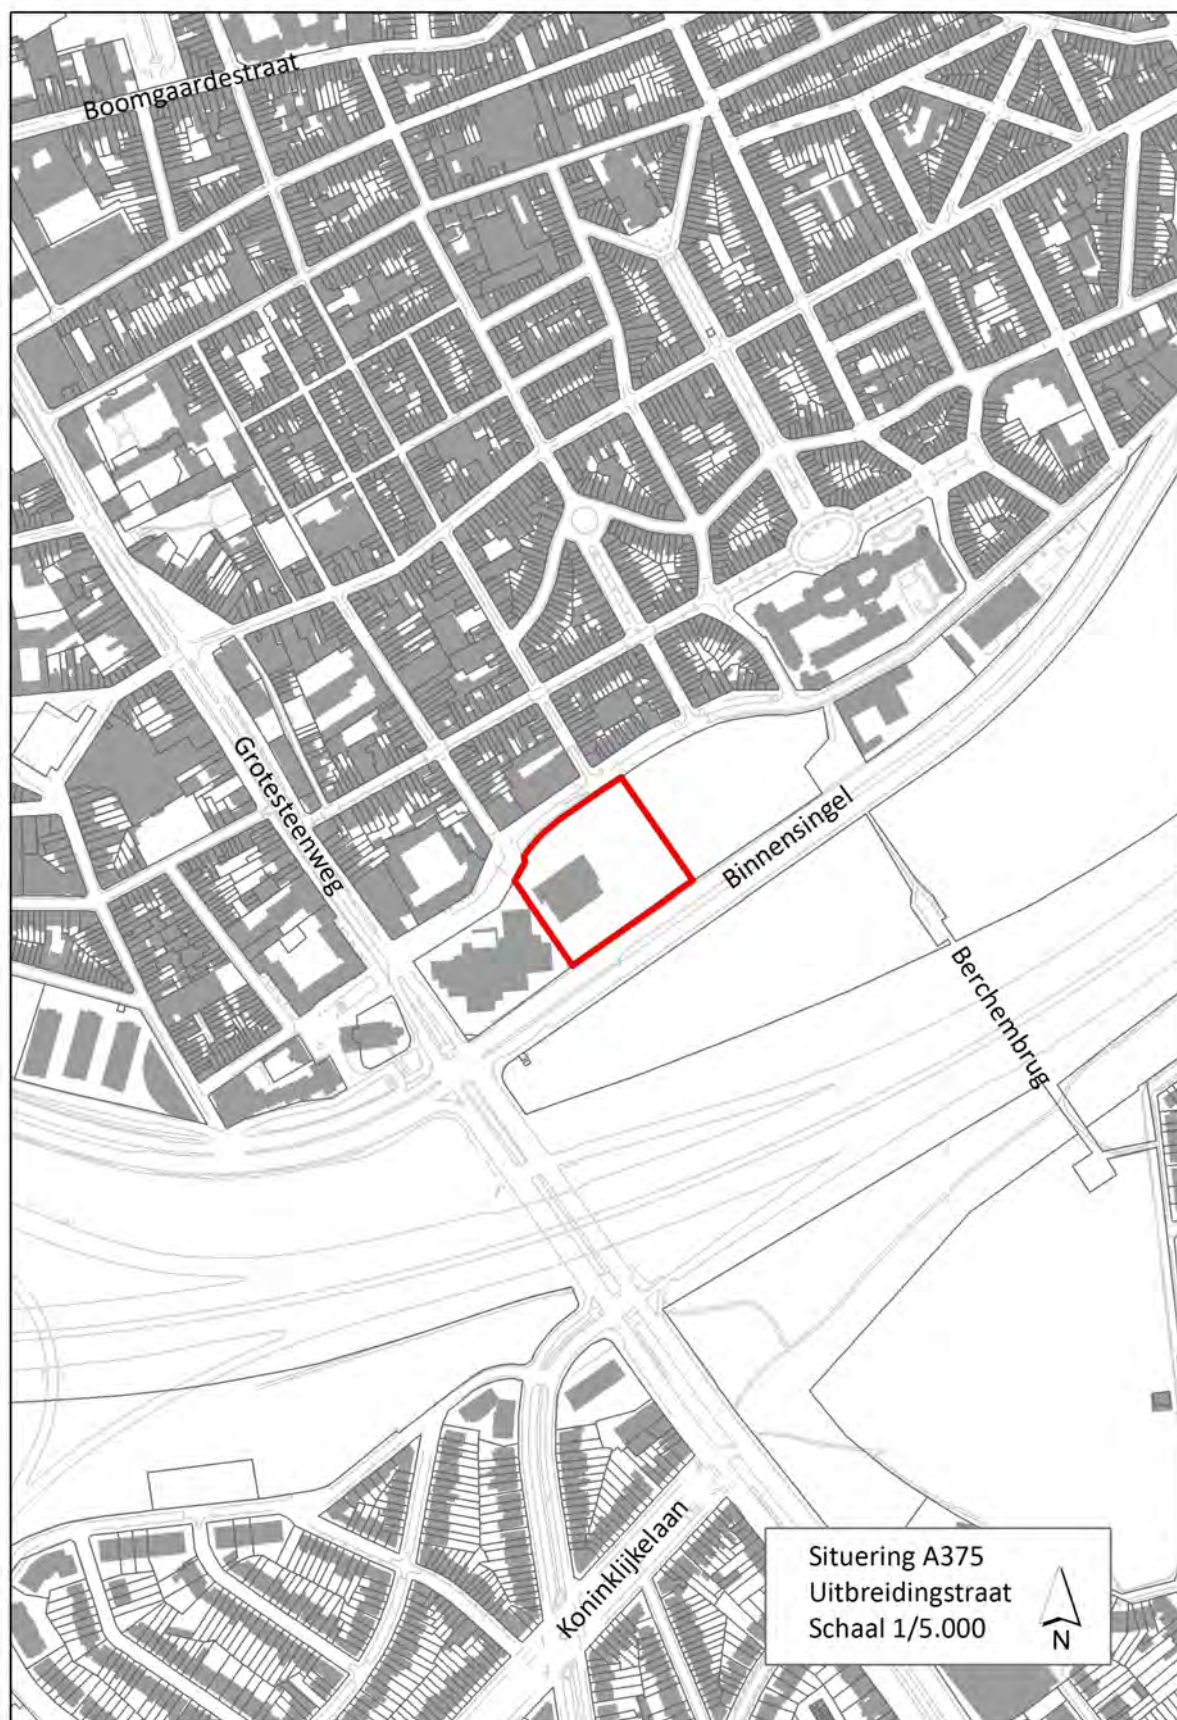 Boomgaardestraat
Grotesteenweg
Binnensingel
Berchembrug
Koninklijkelaan
Situering A375
Uitbreidingstraat
Schaal 1/5.000
N